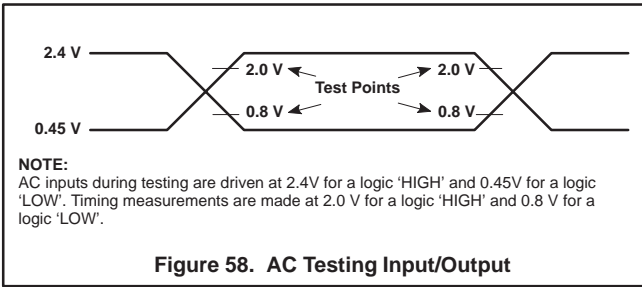 2.4 V
2.0 V
2.0 V
Test Points
0.8 V
0.8 V
0.45 V
NOTE:
AC inputs during testing are driven at 2.4V for a logic ‘HIGH’ and 0.45V for a logic
‘LOW’. Timing measurements are made at 2.0 V for a logic ‘HIGH’ and 0.8 V for a
logic ‘LOW’.
Figure 58. AC Testing Input/Output